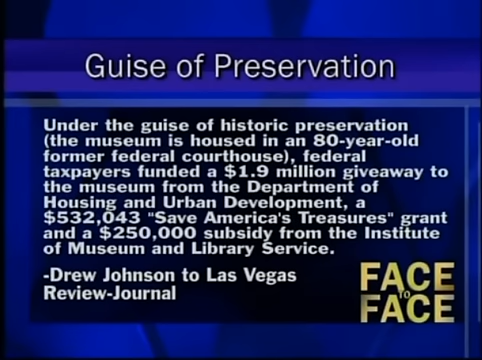 Guise of Preservation
Under the guise of historic preservation
(the museum is housed in an 80-year-old
former federal courthouse), federal
taxpayers funded a $1.9 million giveaway to
the museum from the Department of
Housing and Urban Development, a
$532,043 "Save America's Treasures" grant
and a $250,000 subsidy from the Institute
of Museum and Library Service.
-Drew Johnson to Las Vegas
Review-Journal
FACE
TO
FACE